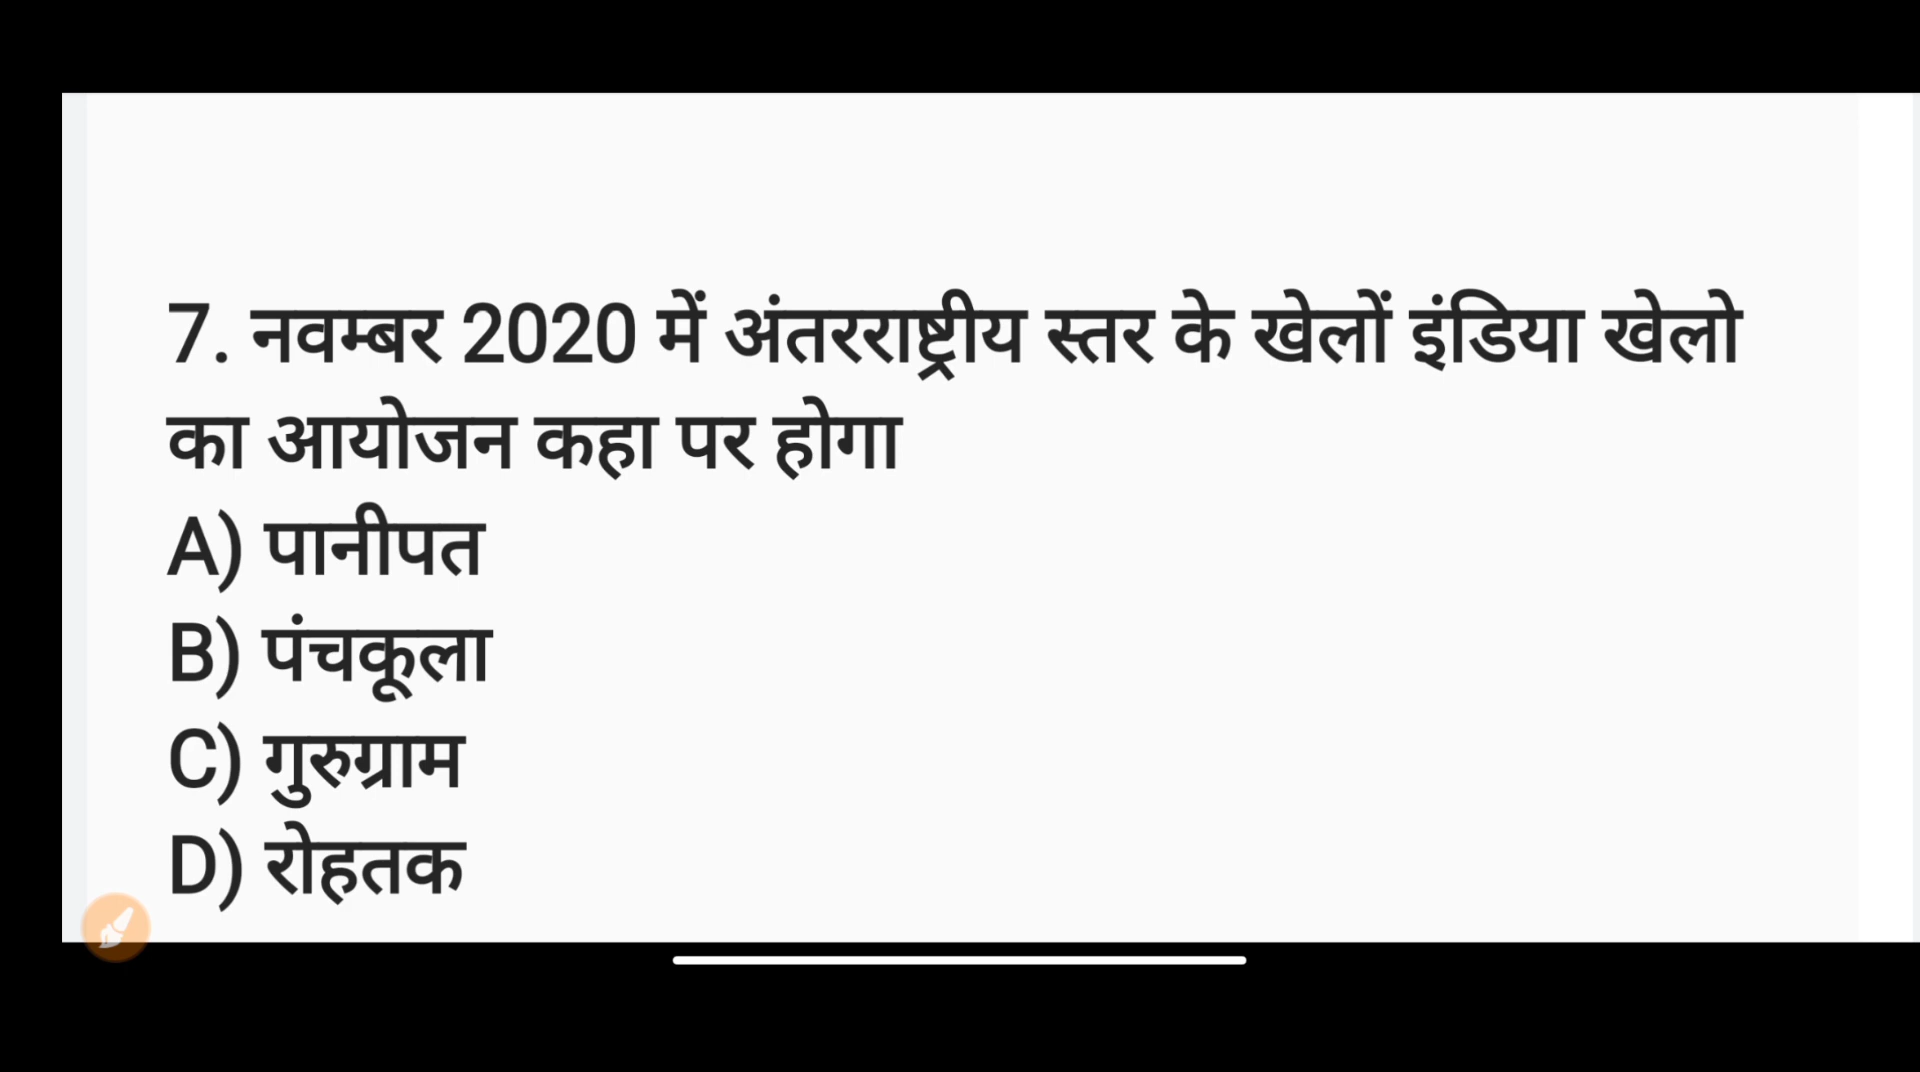 7. नवम्बर 2020 में अंतरराष्ट्रीय स्तर के खेलों इंडिया खेलो
का आयोजन कहा पर होगा
A) पानीपत
B) पंचकूला
C) गुरुग्राम
D) रोहतक